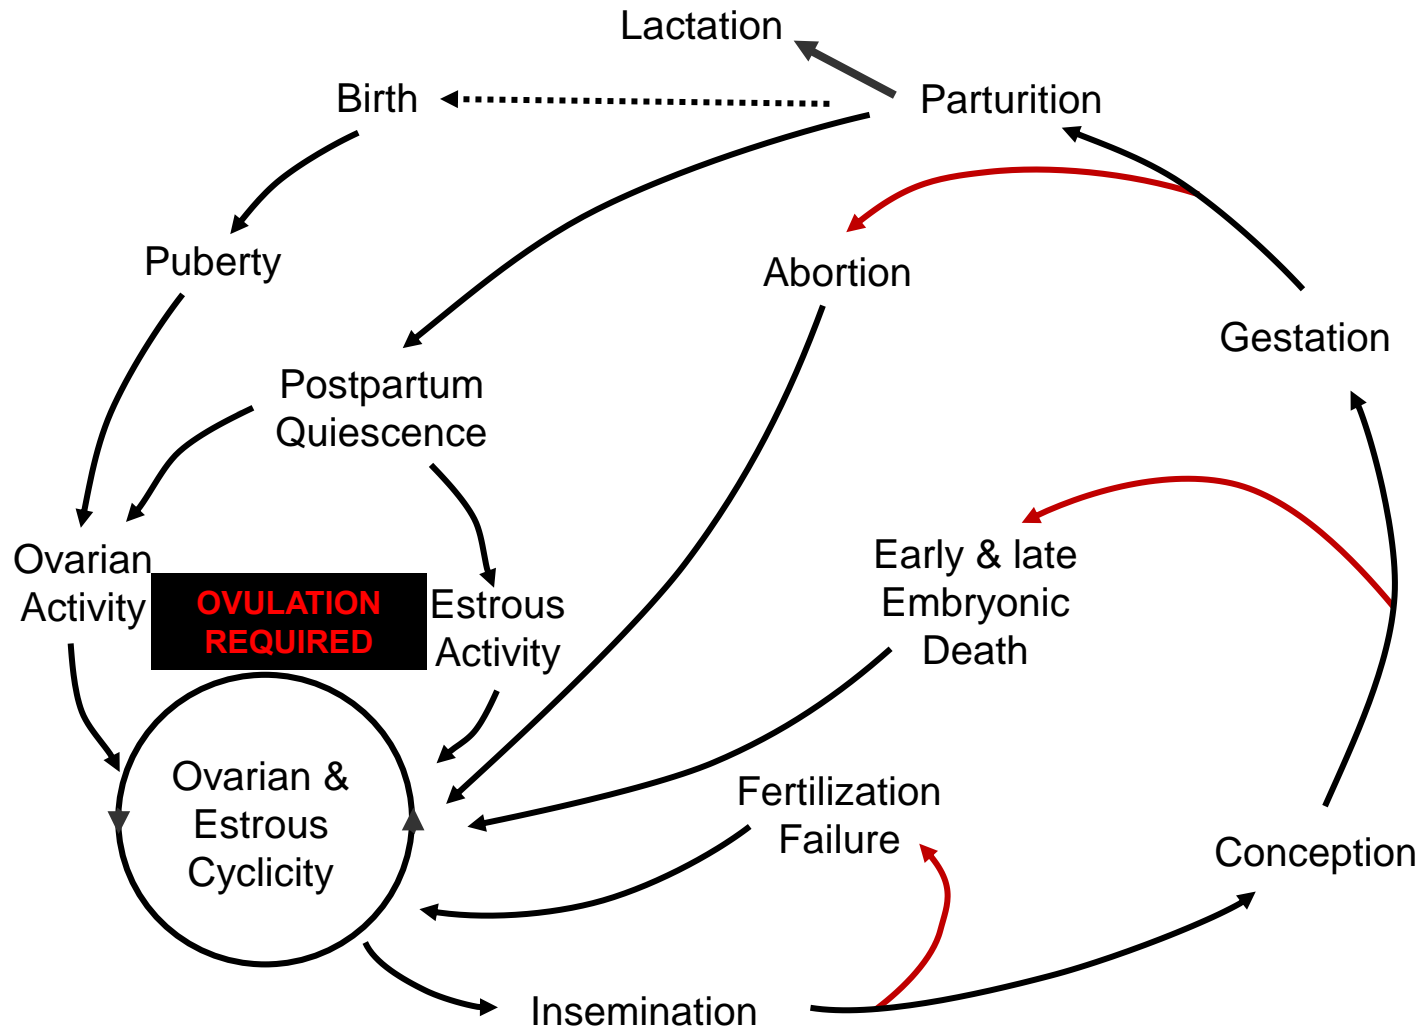 Lactation
Birth
Parturition
Puberty
Abortion
Gestation
Postpartum
Quiescence
Ovarian
Activity
OVULATION
REQUIRED
Estrous
Activity
Early & late
Embryonic
Death
Ovarian &
Estrous
Cyclicity
Fertilization
Failure
Conception
Insemination